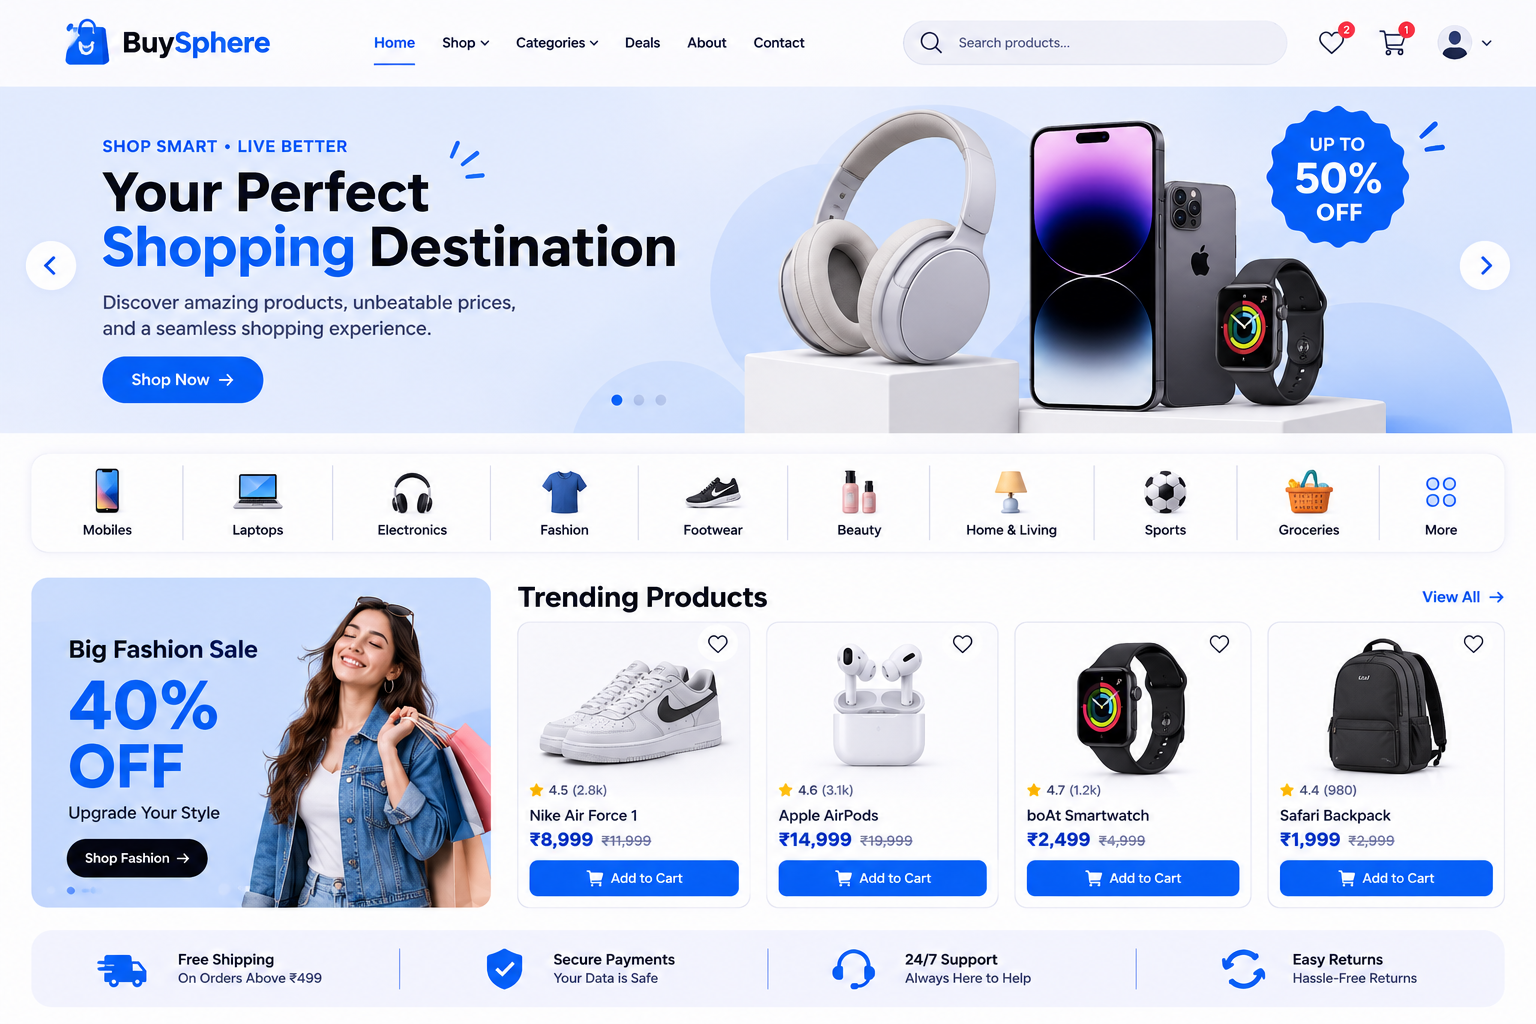 BuySphere
Home
Shop
Categories
Deals
About
Contact
Search products...
2
1
SHOP SMART • LIVE BETTER
Your Perfect
Shopping Destination
Discover amazing products, unbeatable prices,
and a seamless shopping experience.
Shop Now →
UP TO
50%
OFF
Mobiles
Laptops
Electronics
Fashion
Footwear
Beauty
Home & Living
Sports
Groceries
More
Big Fashion Sale
40%
OFF
Upgrade Your Style
Shop Fashion →
Trending Products
View All →
4.5 (2.8k)
Nike Air Force 1
₹8,999 ₹11,999
Add to Cart
4.6 (3.1k)
Apple AirPods
₹14,999 ₹19,999
Add to Cart
4.7 (1.2k)
boAt Smartwatch
₹2,499 ₹4,999
Add to Cart
4.4 (980)
Safari Backpack
₹1,999 ₹2,999
Add to Cart
Free Shipping
On Orders Above ₹499
Secure Payments
Your Data is Safe
24/7 Support
Always Here to Help
Easy Returns
Hassle-Free Returns